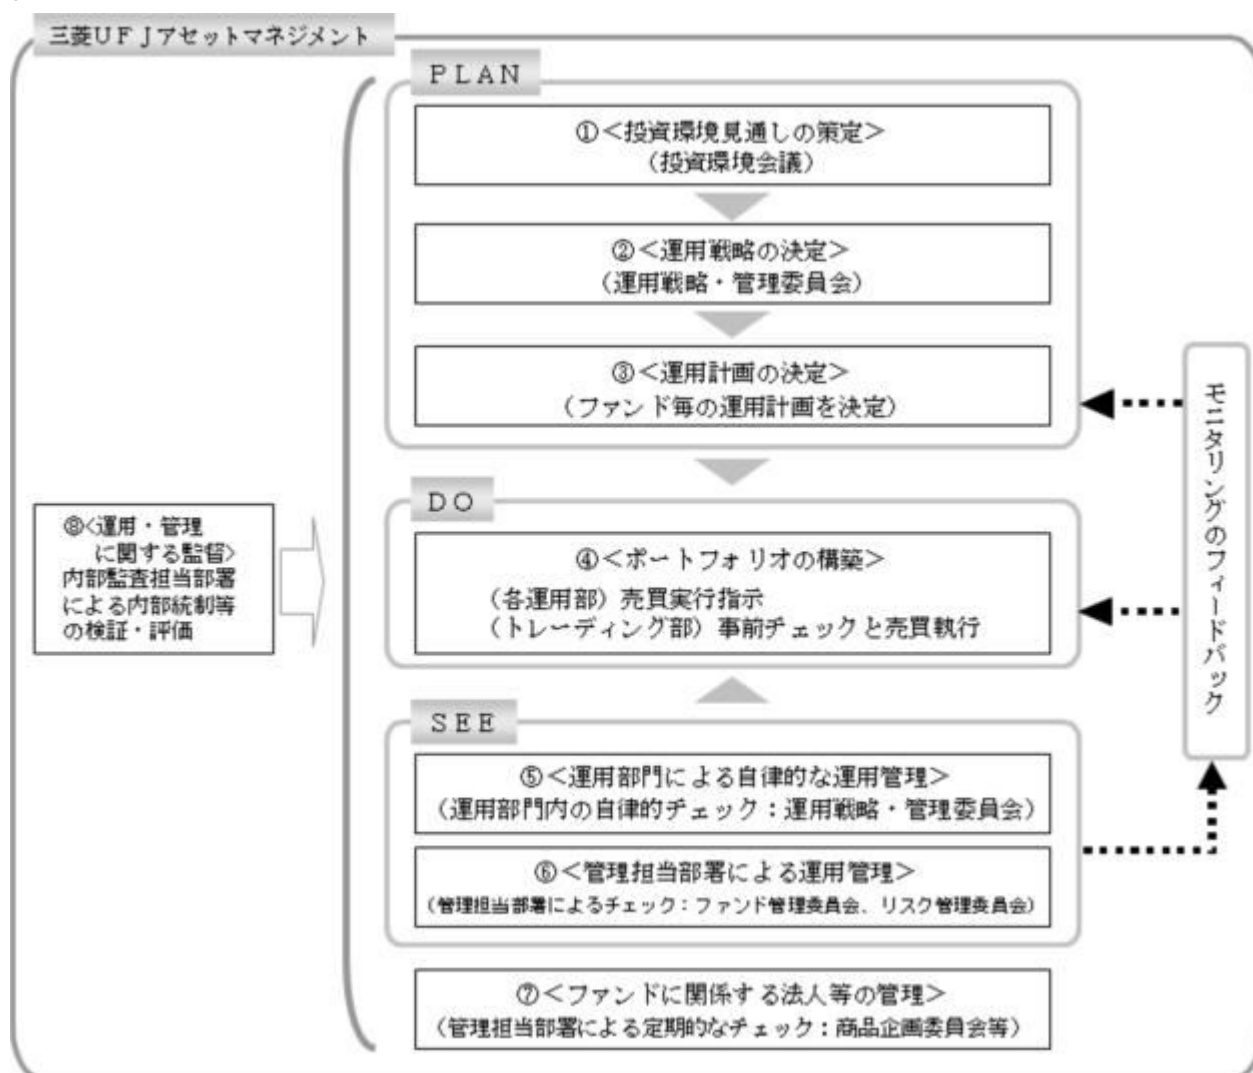 三菱UFJアセットマネジメント
PLAN
①＜投資環境見通しの策定＞
（投資環境会議）
②＜運用戦略の決定＞
（運用戦略・管理委員会）
③＜運用計画の決定＞
（ファンド毎の運用計画を決定）
DO
④＜ポートフォリオの構築＞
（各運用部）売買実行指示
（トレーディング部）事前チェックと売買執行
SEE
⑤＜運用部門による自律的な運用管理＞
（運用部門内の自律的チェック：運用戦略・管理委員会）
⑥＜管理担当部署による運用管理＞
（管理担当部署によるチェック：ファンド管理委員会、リスク管理委員会）
⑦＜ファンドに関係する法人等の管理＞
（管理担当部署による定期的なチェック：商品企画委員会等）
⑧<運用・管理
に関する監督>
内部監査担当部署
による内部統制等
の検証・評価
モニタリングのフィードバック